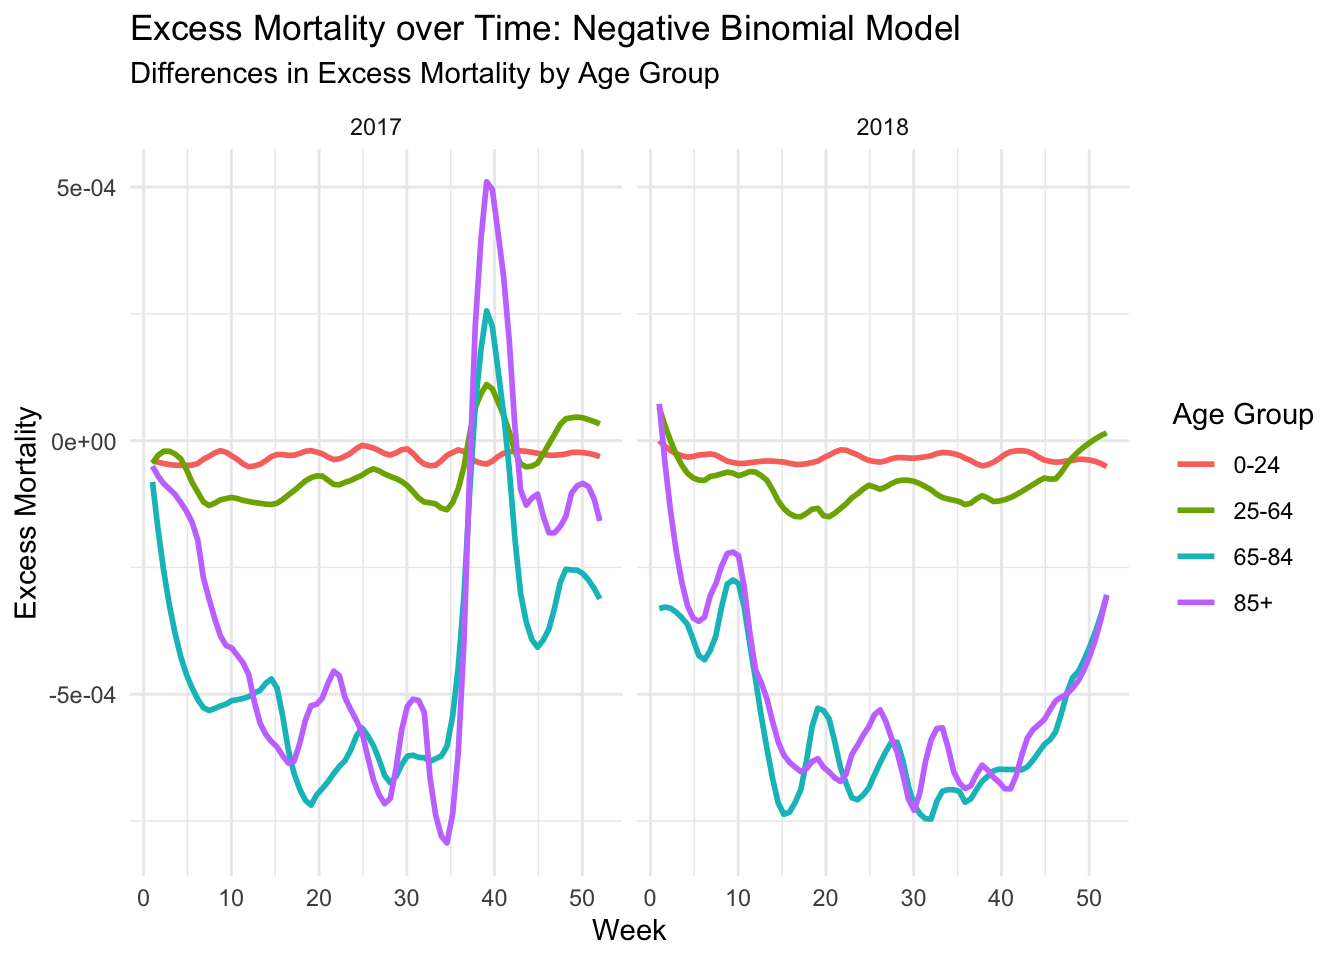 Excess Mortality over Time: Negative Binomial Model
Differences in Excess Mortality by Age Group
2017
2018
5e-04
0e+00
-5e-04
Excess Mortality
0 10 20 30 40 50
0 10 20 30 40 50
Week
Age Group
0-24
25-64
65-84
85+